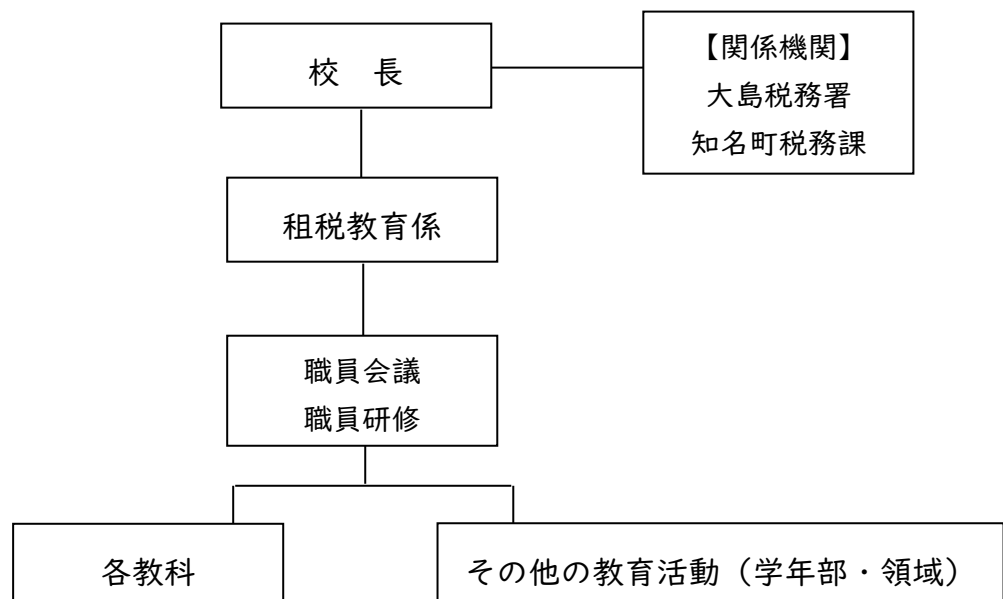 校　長
【関係機関】
大島税務署
知名町税務課
租税教育係
職員会議
職員研修
各教科
その他の教育活動（学年部・領域）